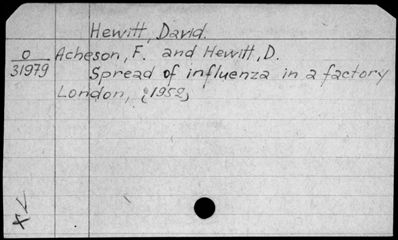 Hewitt, David.
O Acheson, F. and Hewitt, D.
31979 Spread of influenza in a factory
London, [1952]
X